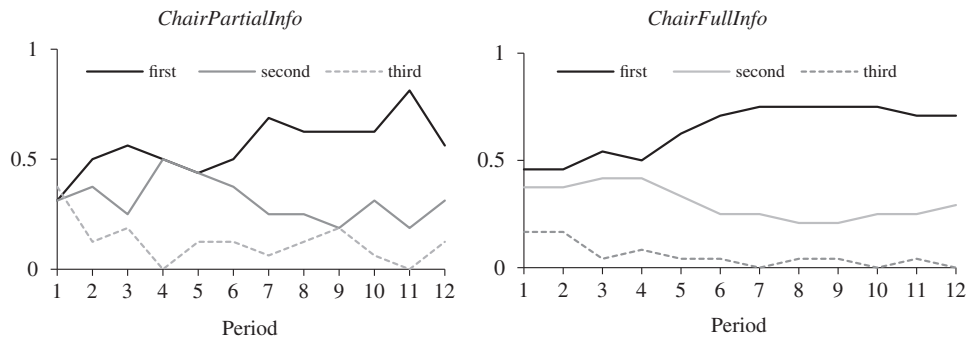 ChairPartialInfo
1
first second third
0.5
0
1 2 3 4 5 6 7 8 9 10 11 12
Period
ChairFullInfo
1
first second third
0.5
0
1 2 3 4 5 6 7 8 9 10 11 12
Period